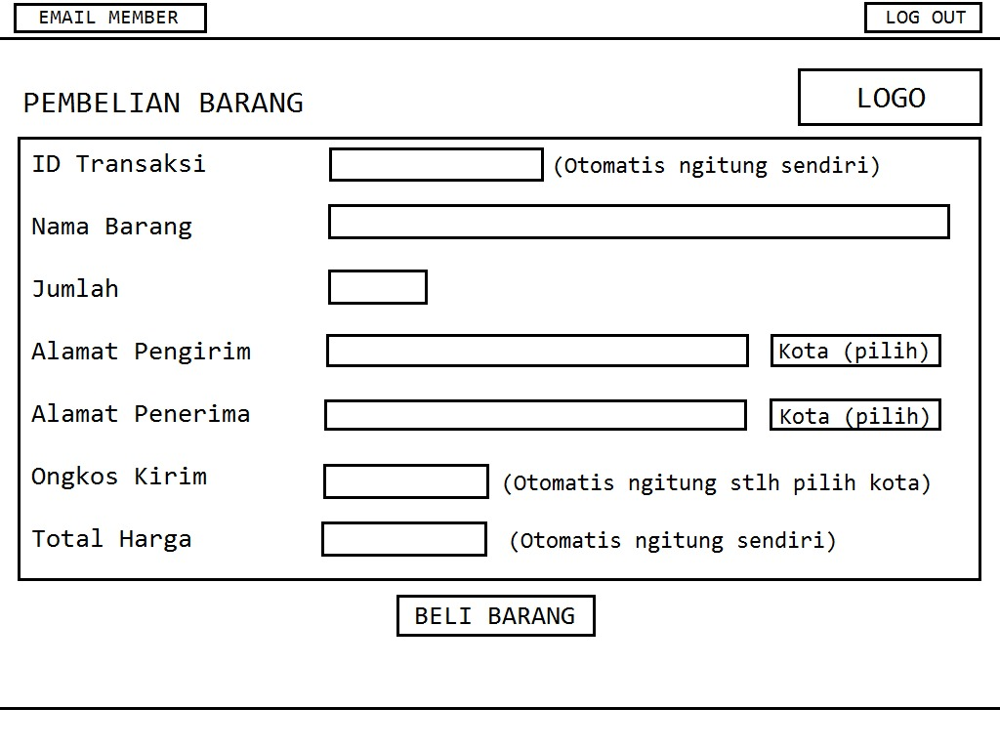 EMAIL MEMBER LOG OUT
PEMBELIAN BARANG LOGO
ID Transaksi (Otomatis ngitung sendiri)
Nama Barang
Jumlah
Alamat Pengirim Kota (pilih)
Alamat Penerima Kota (pilih)
Ongkos Kirim (Otomatis ngitung stlh pilih kota)
Total Harga (Otomatis ngitung sendiri)
BELI BARANG